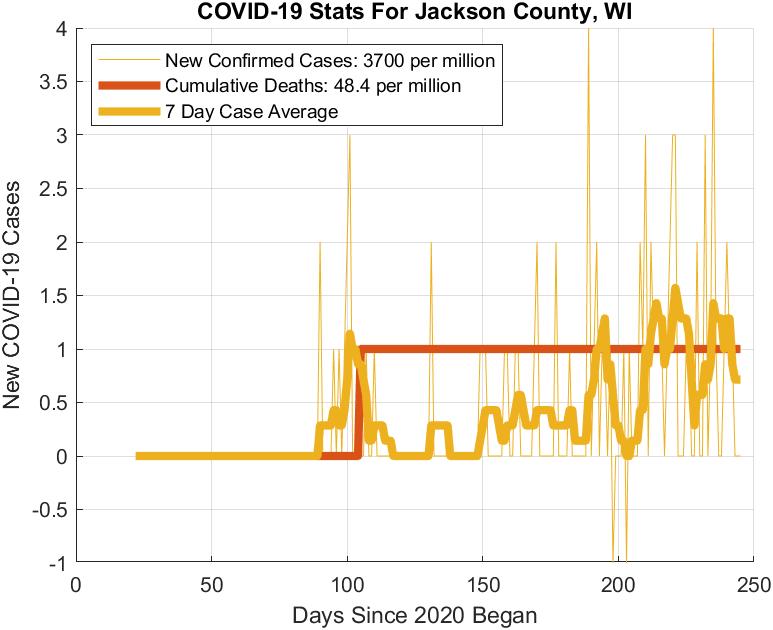 COVID-19 Stats For Jackson County, WI
New Confirmed Cases: 3700 per million
Cumulative Deaths: 48.4 per million
7 Day Case Average
New COVID-19 Cases
4
3.5
3
2.5
2
1.5
1
0.5
0
-0.5
-1
0 50 100 150 200 250
Days Since 2020 Began